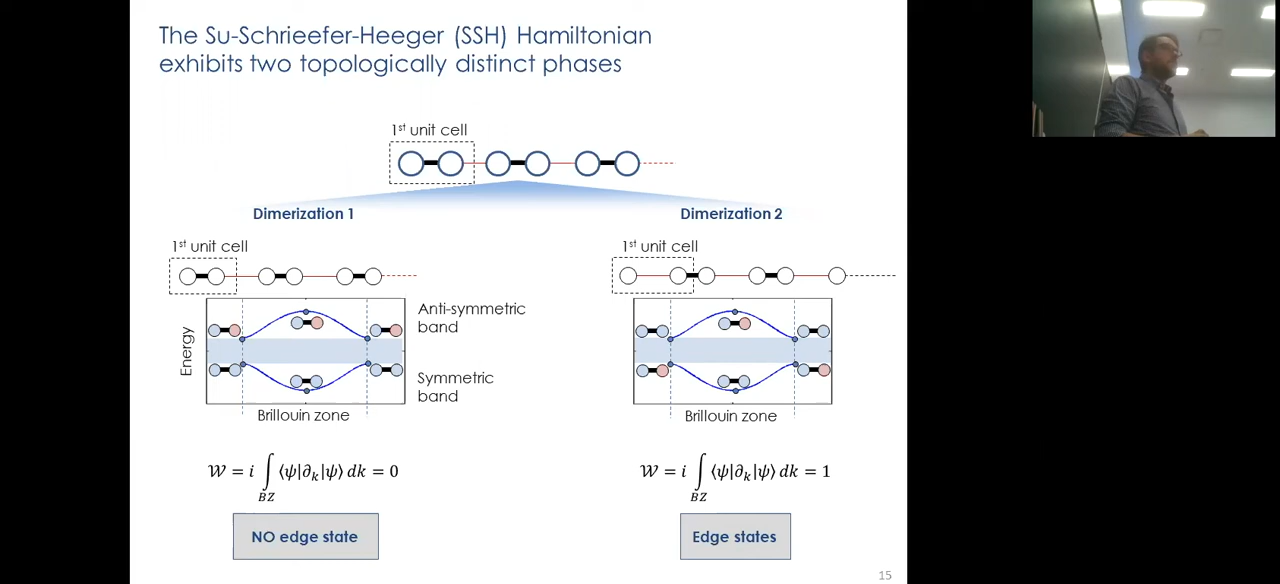 The Su-Schrieefer-Heeger (SSH) Hamiltonian
exhibits two topologically distinct phases
1st unit cell
Dimerization 1
Dimerization 2
1st unit cell
1st unit cell
Energy
Anti-symmetric
band
Symmetric
band
Brillouin zone
Brillouin zone
𝒲 = i ∫ ⟨ψ|∂ₖ|ψ⟩ dk = 0
BZ
𝒲 = i ∫ ⟨ψ|∂ₖ|ψ⟩ dk = 1
BZ
NO edge state
Edge states
15